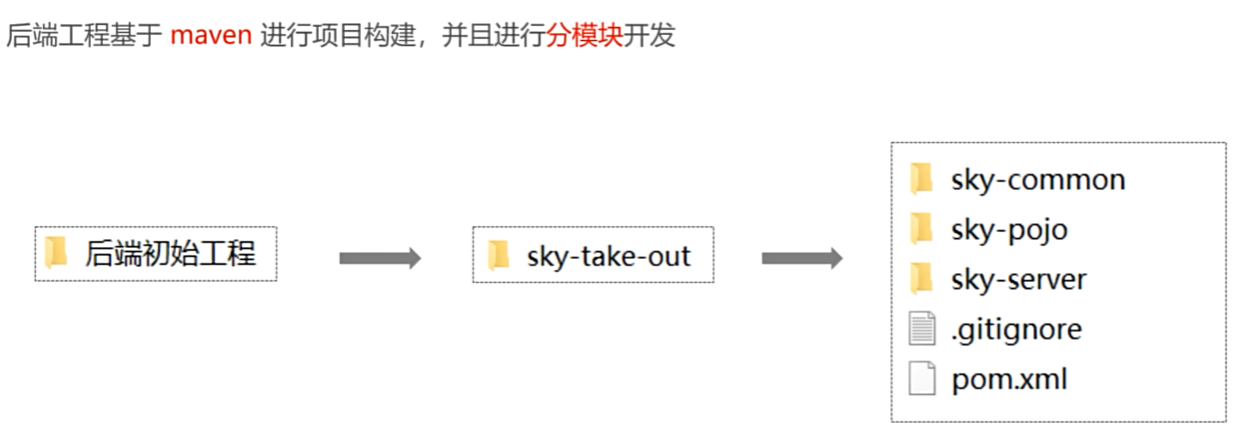 后端工程基于 maven 进行项目构建，并且进行分模块开发
后端初始工程
sky-take-out
sky-common
sky-pojo
sky-server
.gitignore
pom.xml